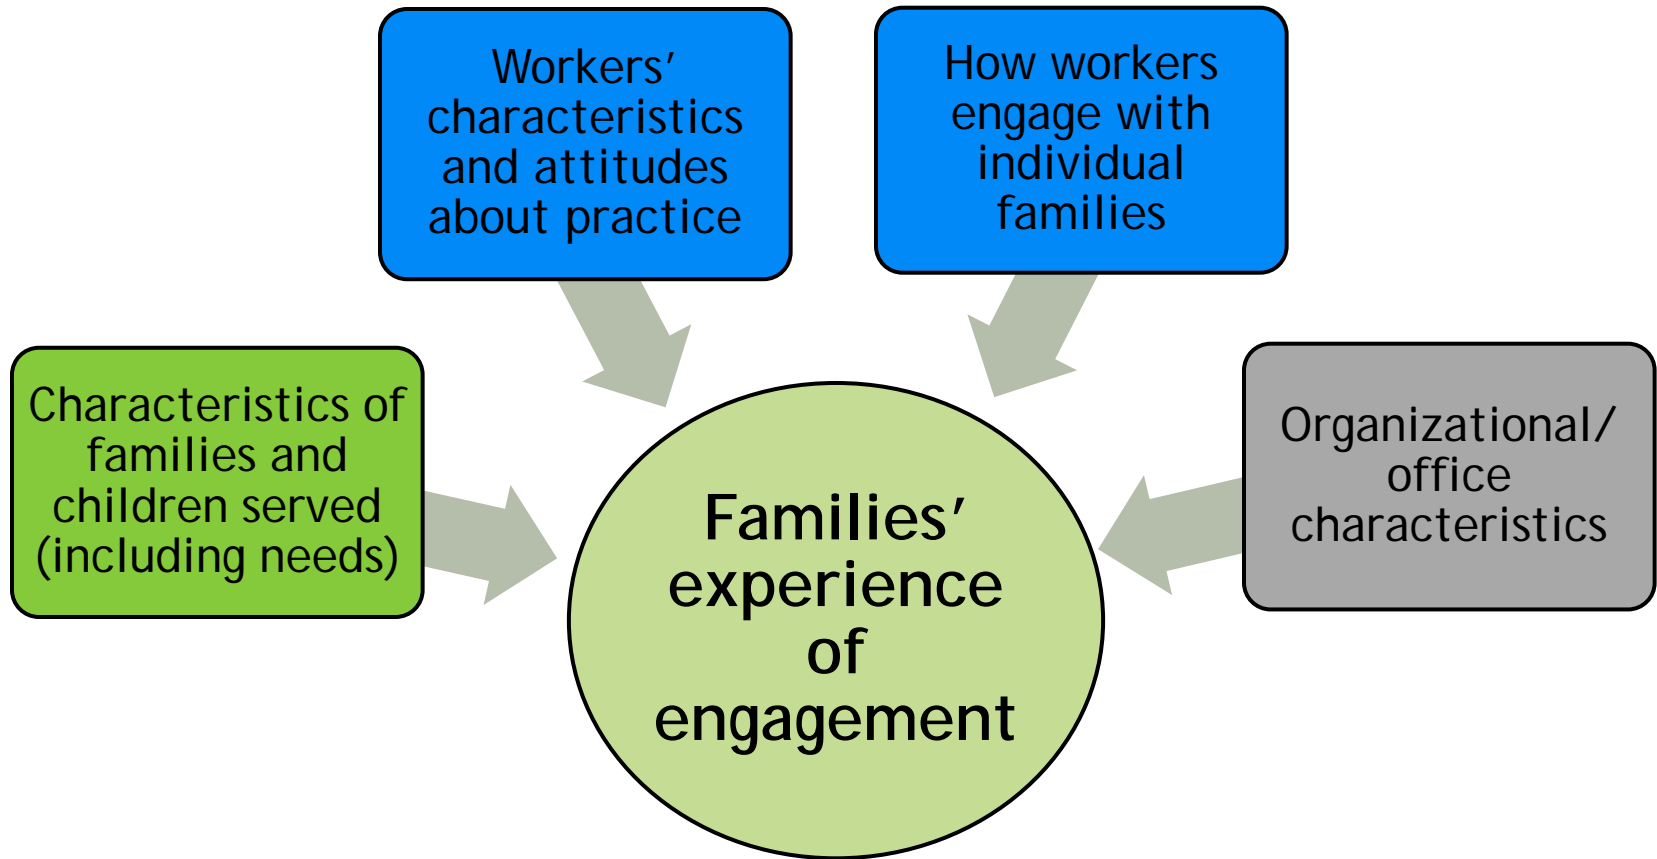 Workers’
characteristics
and attitudes
about practice
How workers
engage with
individual
families
Characteristics of
families and
children served
(including needs)
Organizational/
office
characteristics
Families’
experience
of
engagement